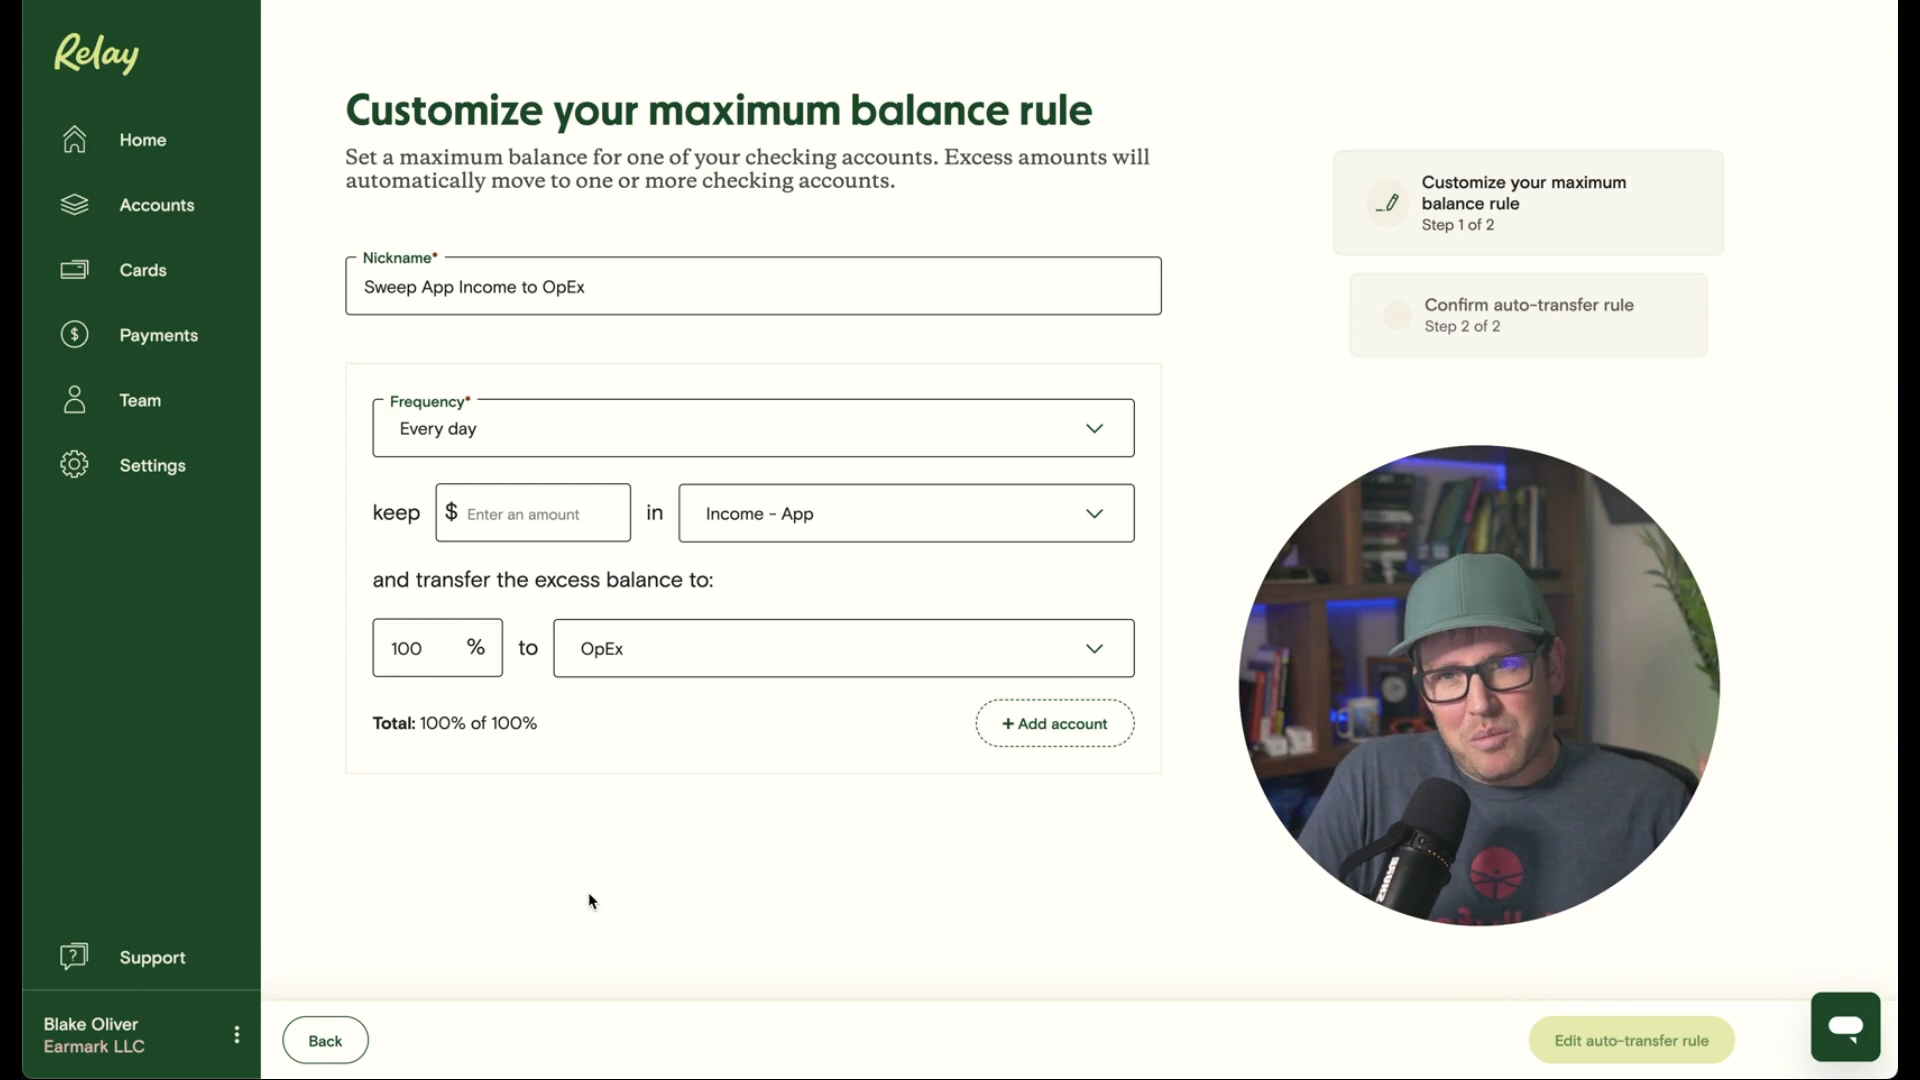 Relay
Home
Accounts
Cards
Payments
Team
Settings
Support
Blake Oliver
Earmark LLC
Customize your maximum balance rule
Set a maximum balance for one of your checking accounts. Excess amounts will
automatically move to one or more checking accounts.
Nickname*
Sweep App Income to OpEx
Frequency*
Every day
keep $ Enter an amount in Income - App
and transfer the excess balance to:
100 % to OpEx
Total: 100% of 100%
+ Add account
Customize your maximum
balance rule
Step 1 of 2
Confirm auto-transfer rule
Step 2 of 2
Back
Edit auto-transfer rule